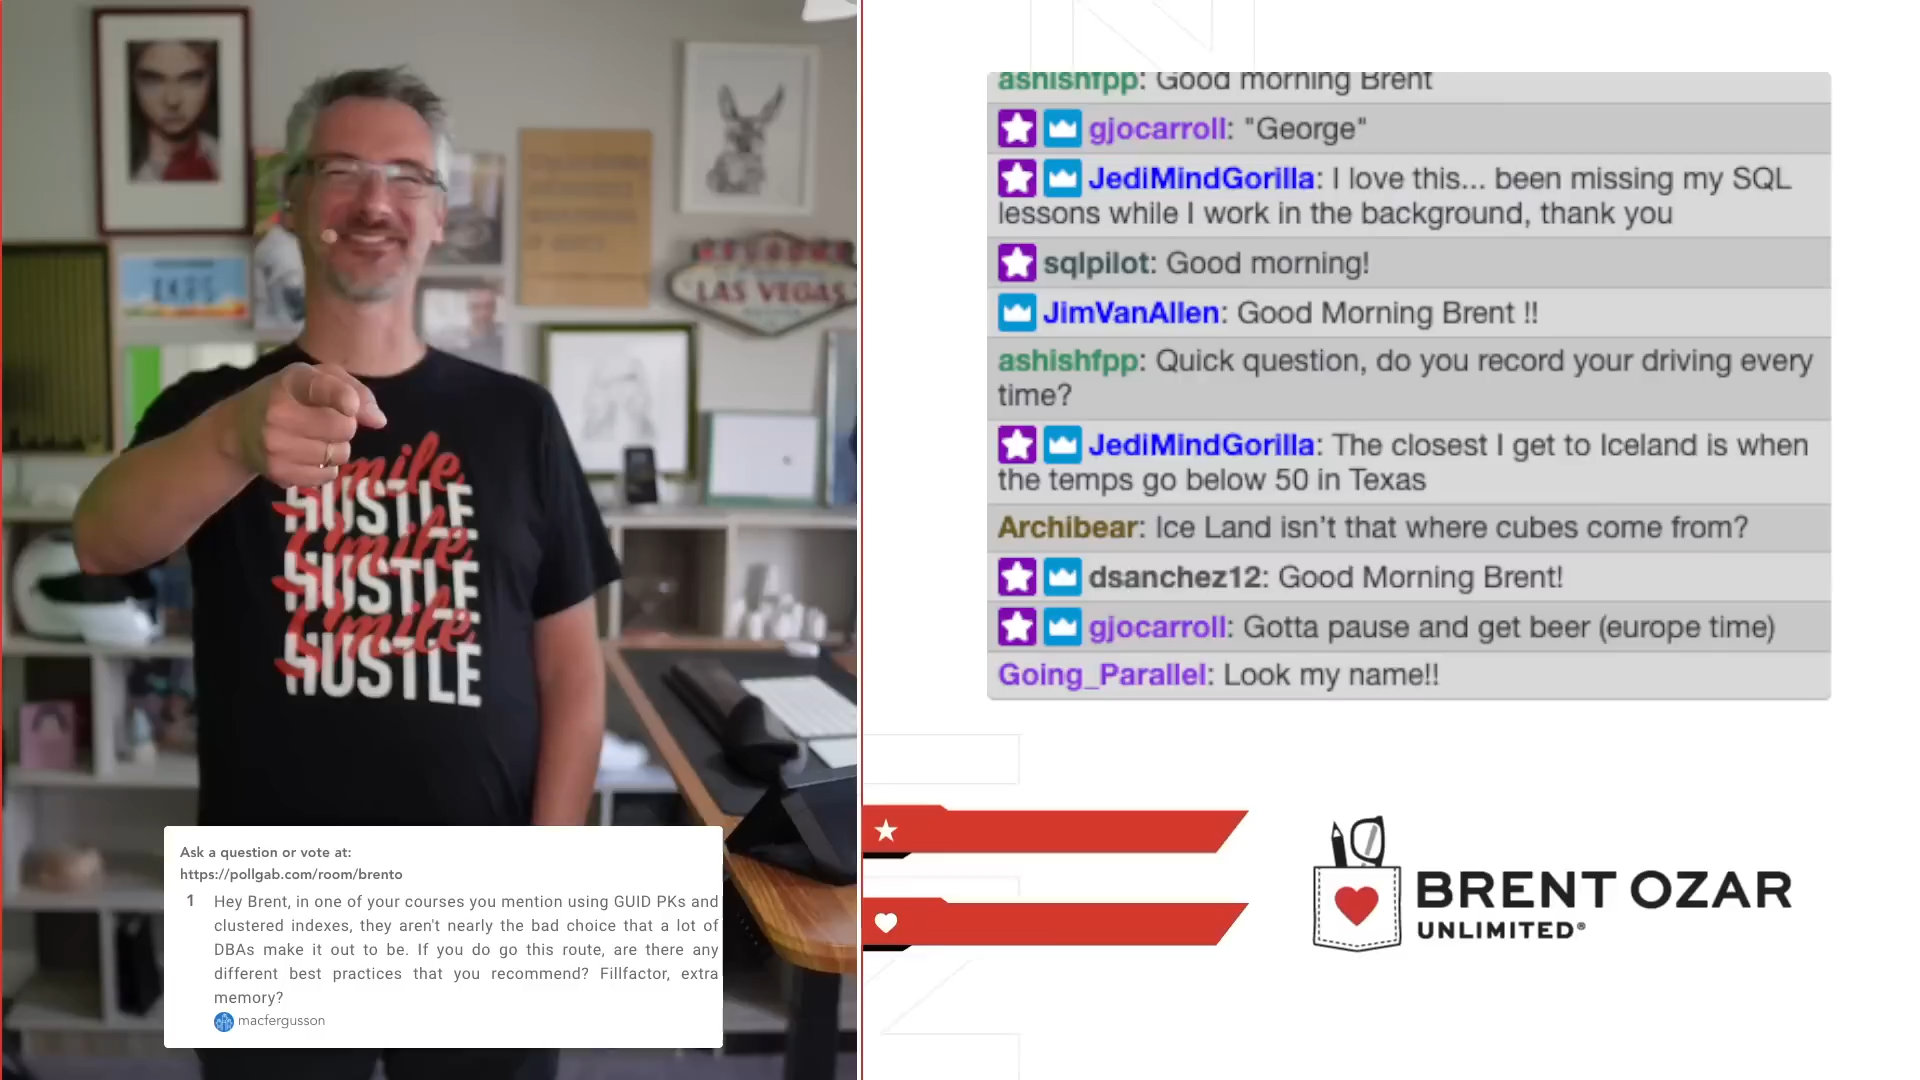 WELCOME
LAS VEGAS
Smile
HUSTLE
Smile
HUSTLE
Smile
HUSTLE
Ask a question or vote at:
https://pollgab.com/room/brento
1 Hey Brent, in one of your courses you mention using GUID PKs and
clustered indexes, they aren't nearly the bad choice that a lot of
DBAs make it out to be. If you do go this route, are there any
different best practices that you recommend? Fillfactor, extra
memory?
macfergusson
ashishfpp: Good morning Brent
gjocarroll: "George"
JediMindGorilla: I love this... been missing my SQL
lessons while I work in the background, thank you
sqlpilot: Good morning!
JimVanAllen: Good Morning Brent !!
ashishfpp: Quick question, do you record your driving every
time?
JediMindGorilla: The closest I get to Iceland is when
the temps go below 50 in Texas
Archibear: Ice Land isn't that where cubes come from?
dsanchez12: Good Morning Brent!
gjocarroll: Gotta pause and get beer (europe time)
Going_Parallel: Look my name!!
BRENT OZAR
UNLIMITED®